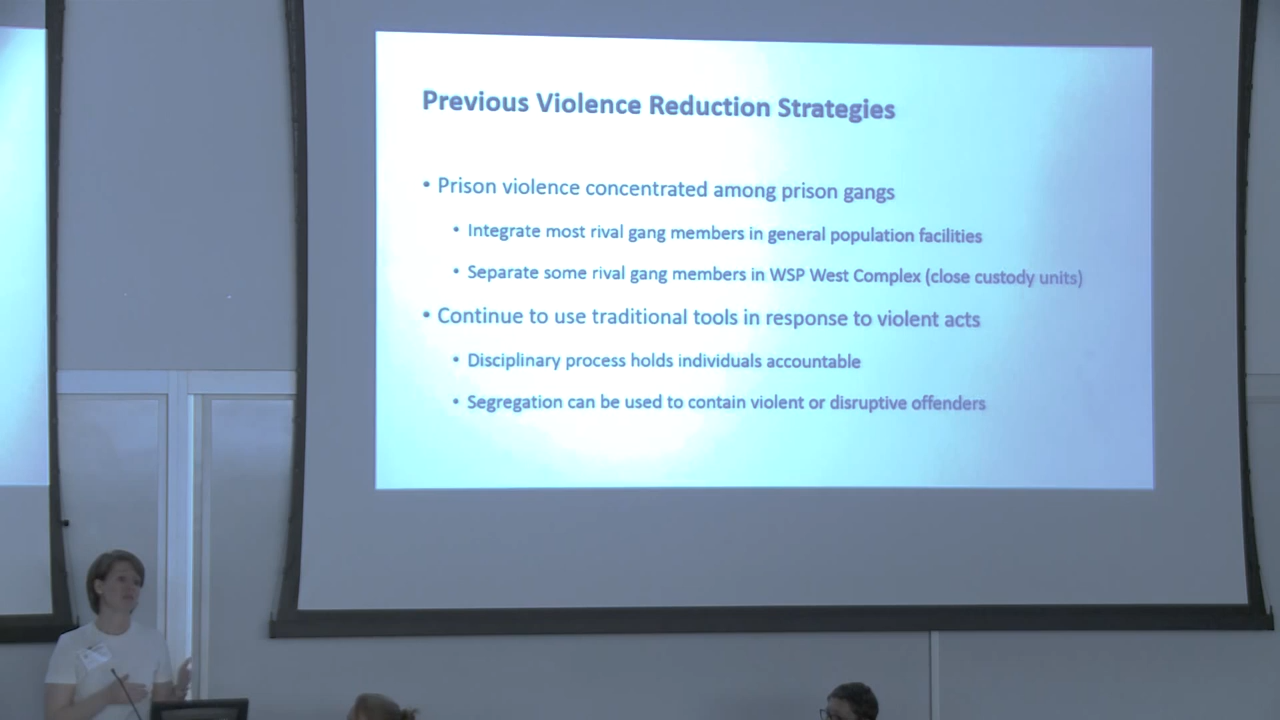 Previous Violence Reduction Strategies
• Prison violence concentrated among prison gangs
• Integrate most rival gang members in general population facilities
• Separate some rival gang members in WSP West Complex (close custody units)
• Continue to use traditional tools in response to violent acts
• Disciplinary process holds individuals accountable
• Segregation can be used to contain violent or disruptive offenders